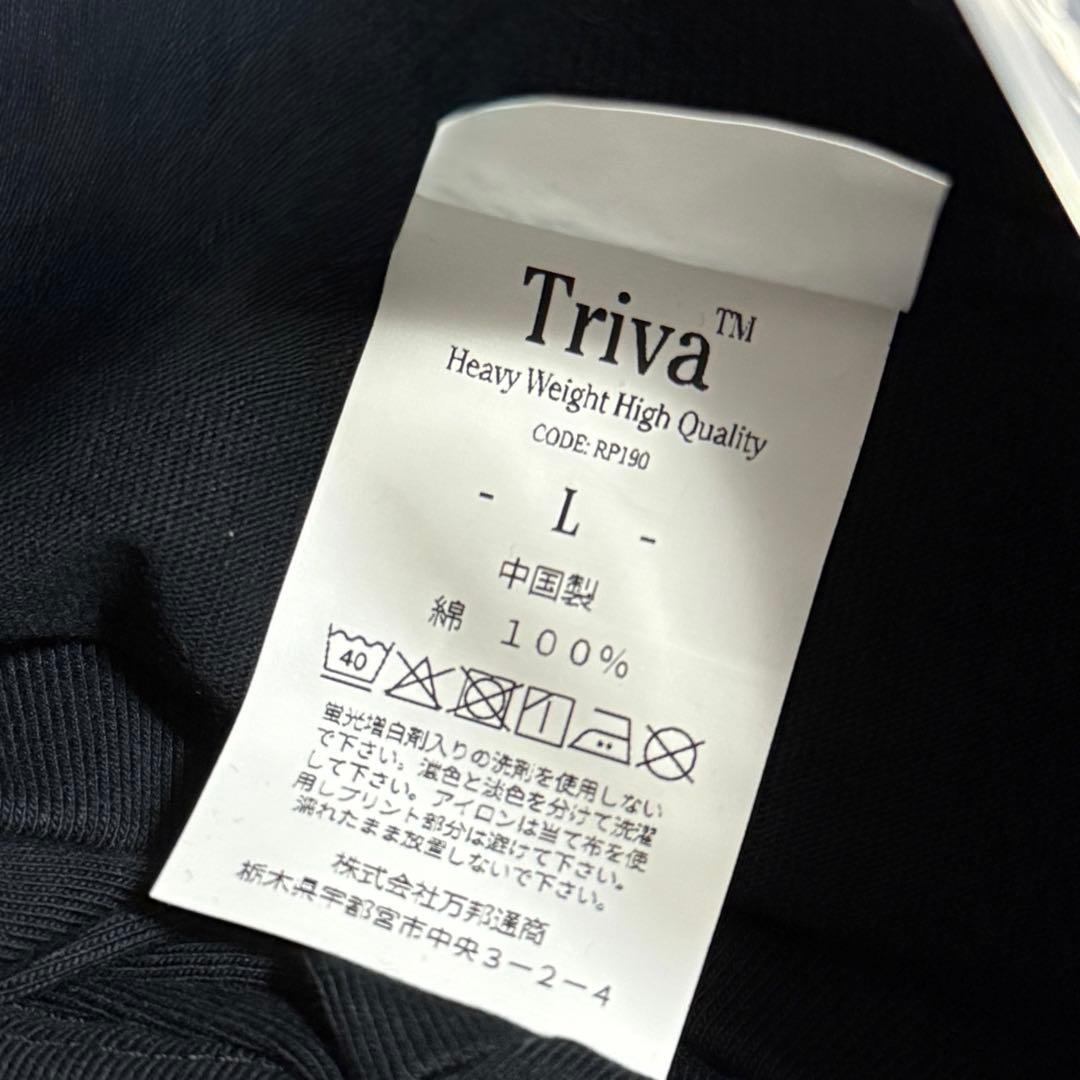 Triva™
Heavy Weight High Quality
CODE: RP190
- L -
中国製
綿 100%
40
蛍光増白剤入りの洗剤を使用しない
で下さい。濃色と淡色を分けて洗濯
して下さい。アイロンは当て布を使
用しプリント部分は避けて下さい。
濡れたまま放置しないで下さい。
株式会社万邦通商
栃木県宇都宮市中央3-2-4